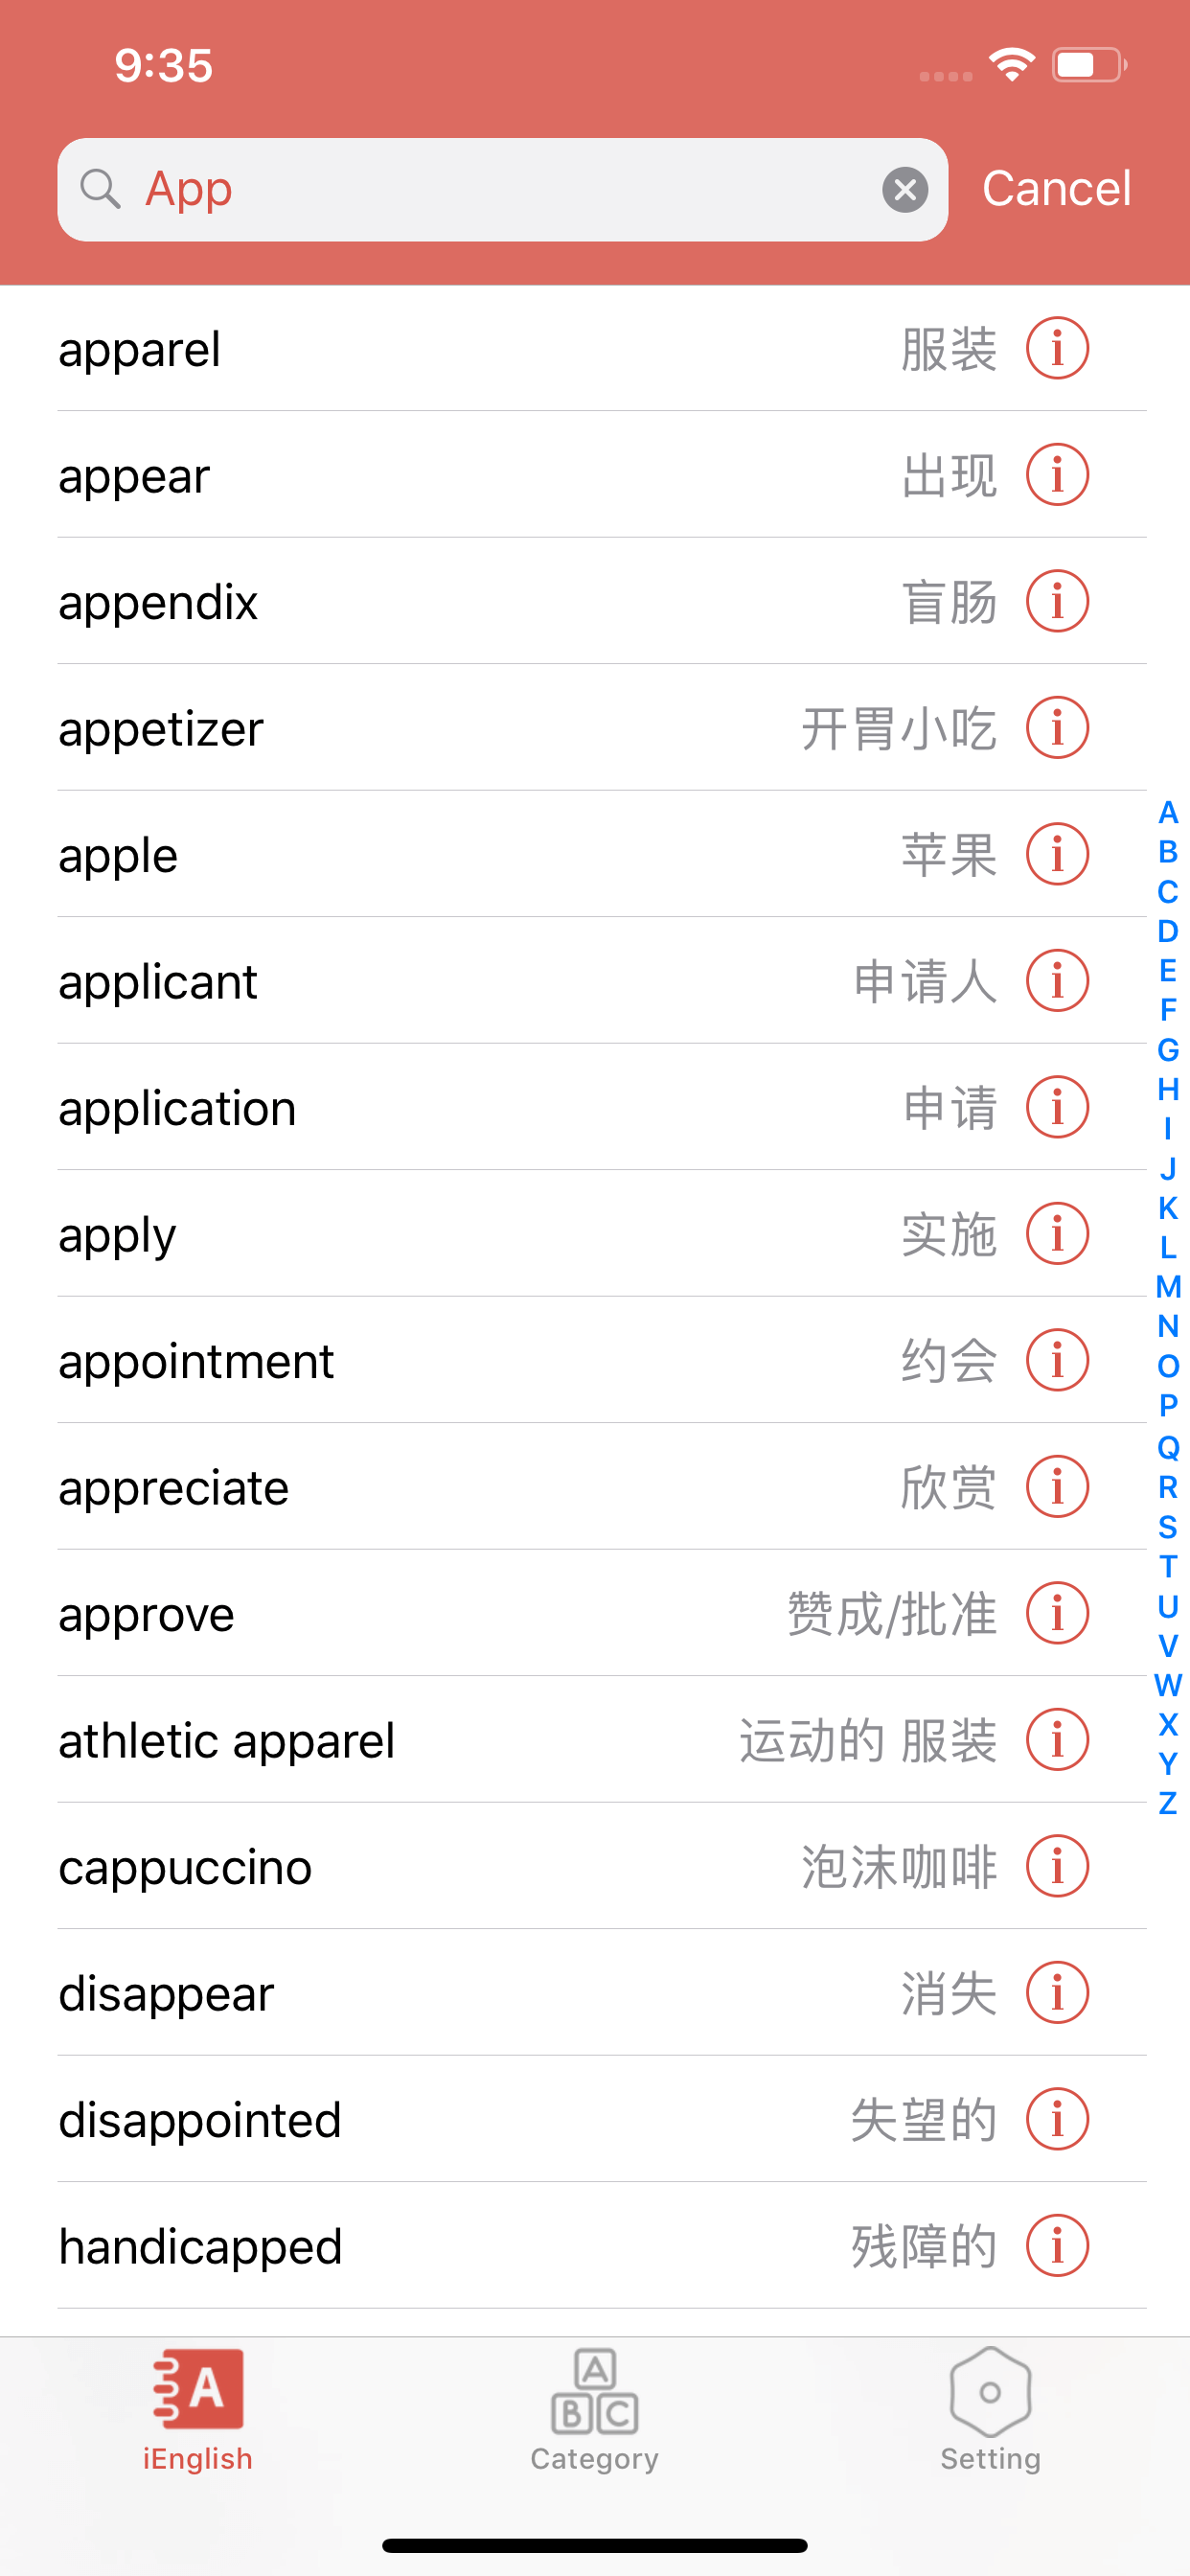 9:35
App
Cancel
apparel 服装
appear 出现
appendix 盲肠
appetizer 开胃小吃
apple 苹果
applicant 申请人
application 申请
apply 实施
appointment 约会
appreciate 欣赏
approve 赞成/批准
athletic apparel 运动的 服装
cappuccino 泡沫咖啡
disappear 消失
disappointed 失望的
handicapped 残障的
A
B
C
D
E
F
G
H
I
J
K
L
M
N
O
P
Q
R
S
T
U
V
W
X
Y
Z
iEnglish
Category
Setting